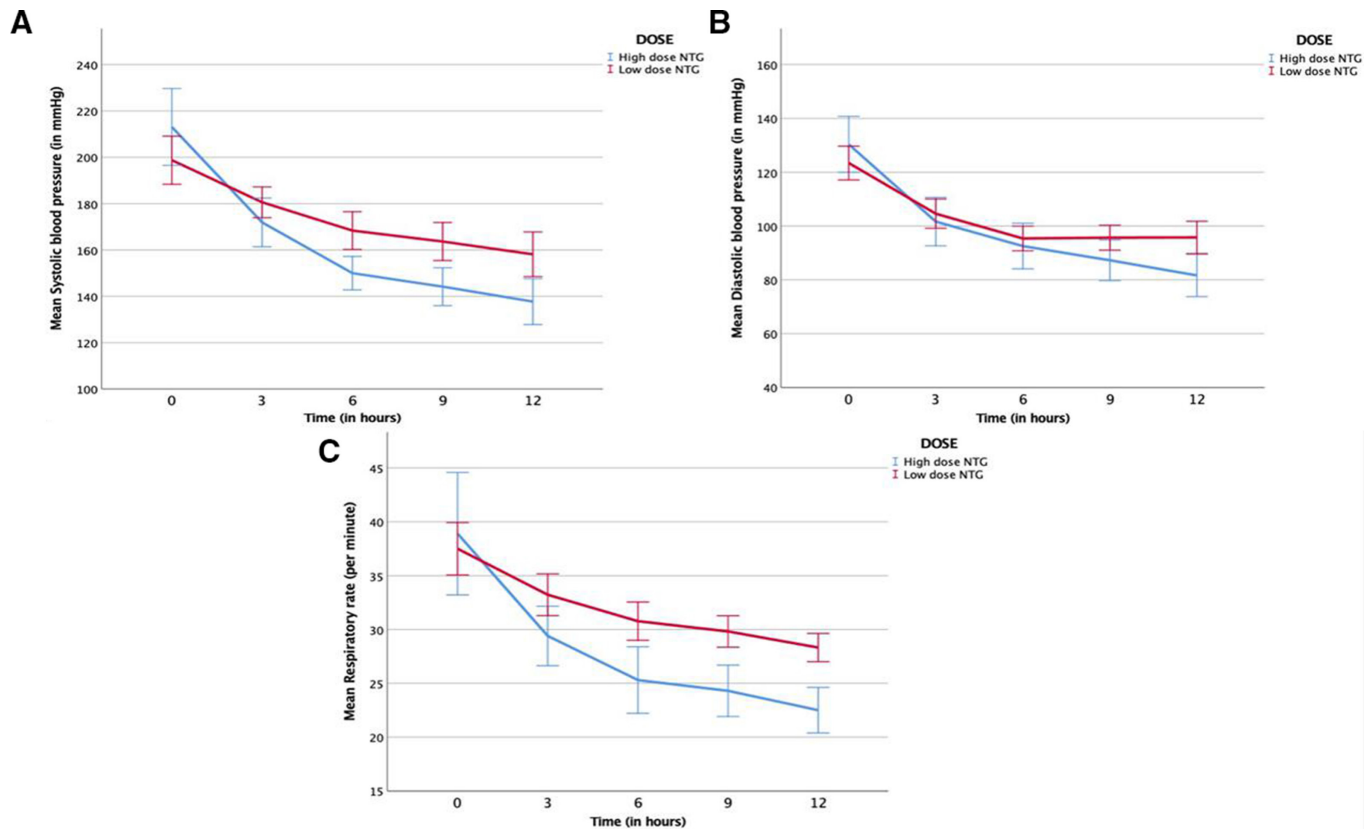 A
DOSE
High dose NTG
Low dose NTG
Mean Systolic blood pressure (in mmHg)
240
220
200
180
160
140
120
100
0 3 6 9 12
Time (in hours)
B
DOSE
High dose NTG
Low dose NTG
Mean Diastolic blood pressure (in mmHg)
160
140
120
100
80
60
40
0 3 6 9 12
Time (in hours)
C
DOSE
High dose NTG
Low dose NTG
Mean Respiratory rate (per minute)
45
40
35
30
25
20
15
0 3 6 9 12
Time (in hours)